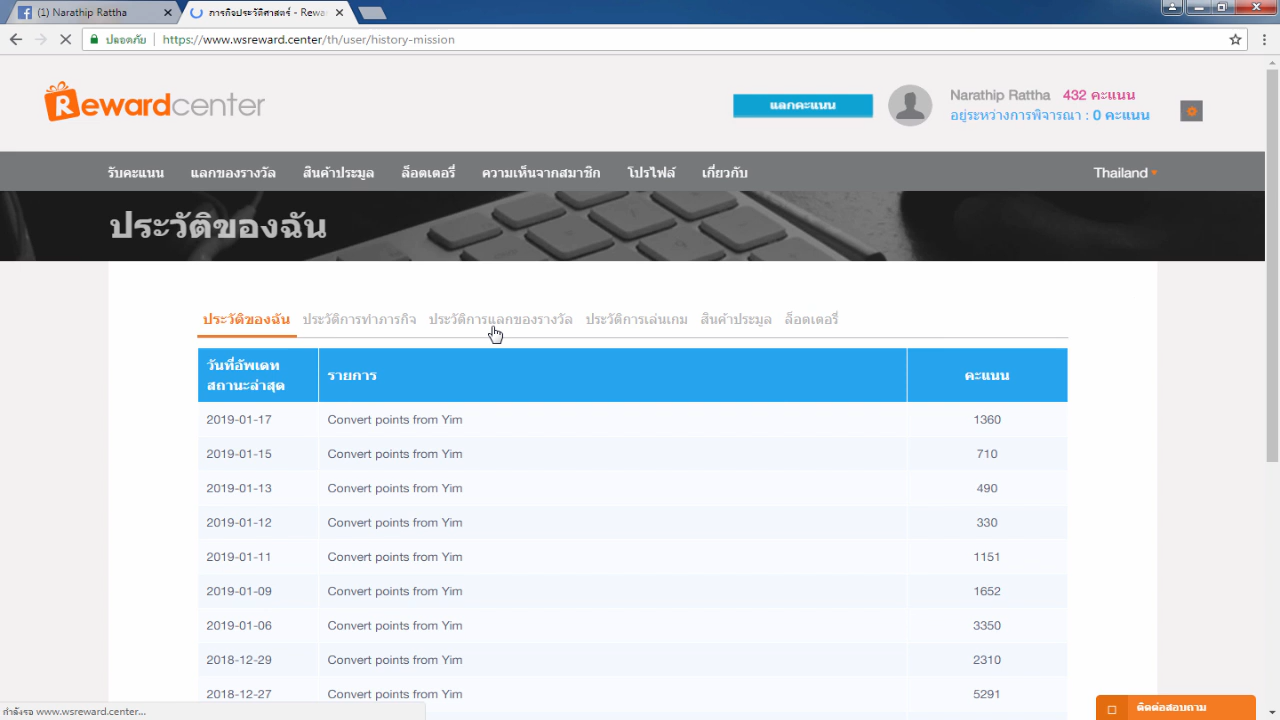 (1) Narathip Rattha
ภารกิจประวัติศาสตร์ - Rewa
ปลอดภัย https://www.wsreward.center/th/user/history-mission
Rewardcenter
แลกคะแนน
Narathip Rattha 432 คะแนน
อยู่ระหว่างการพิจารณา : 0 คะแนน
รับคะแนน แลกของรางวัล สินค้าประมูล ล็อตเตอรี่ ความเห็นจากสมาชิก โปรไฟล์ เกี่ยวกับ Thailand
ประวัติของฉัน
ประวัติของฉัน ประวัติการทำภารกิจ ประวัติการแลกของรางวัล ประวัติการเล่นเกม สินค้าประมูล ล็อตเตอรี่
วันที่อัพเดท
สถานะล่าสุด รายการ คะแนน
2019-01-17 Convert points from Yim 1360
2019-01-15 Convert points from Yim 710
2019-01-13 Convert points from Yim 490
2019-01-12 Convert points from Yim 330
2019-01-11 Convert points from Yim 1151
2019-01-09 Convert points from Yim 1652
2019-01-06 Convert points from Yim 3350
2018-12-29 Convert points from Yim 2310
2018-12-27 Convert points from Yim 5291
กำลังรอ www.wsreward.center...
ติดต่อสอบถาม